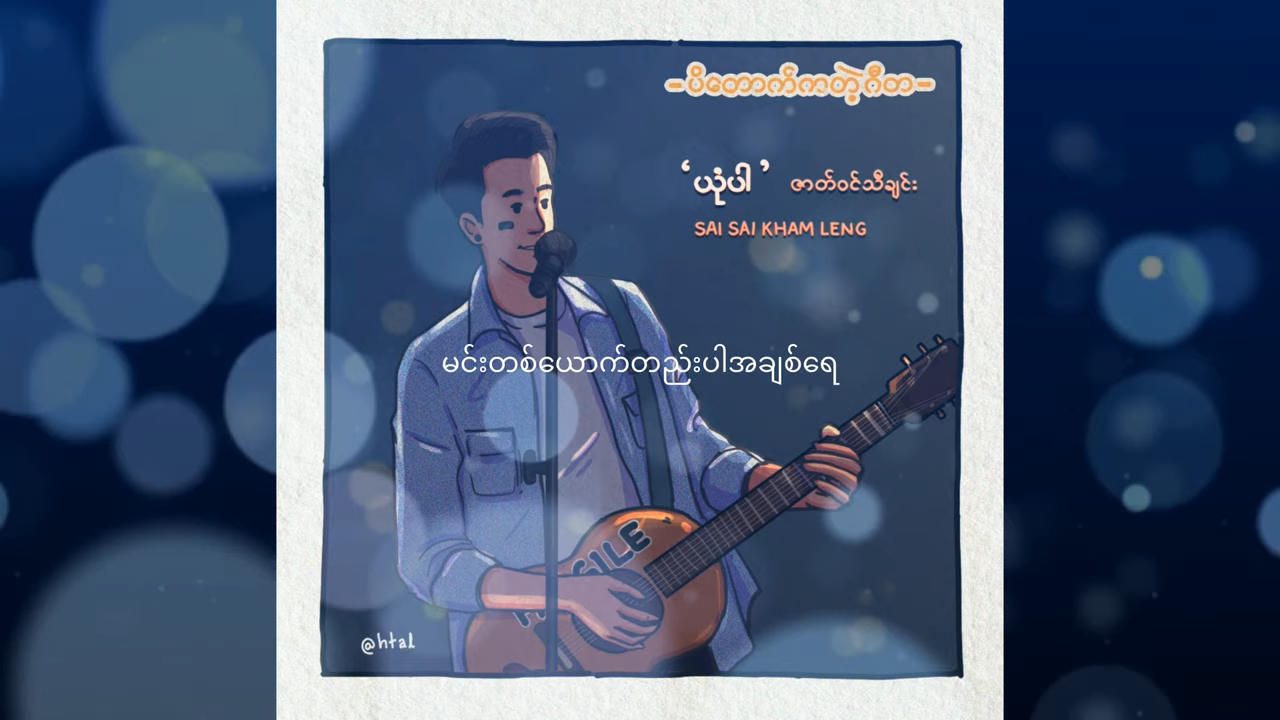 -ပိတောက်ကတဲ့ဂီတ-
‘ယုံပါ’ ဇာတ်ဝင်သီချင်း
SAI SAI KHAM LENG
မင်းတစ်ယောက်တည်းပါအချစ်ရေ
GILE
@htal